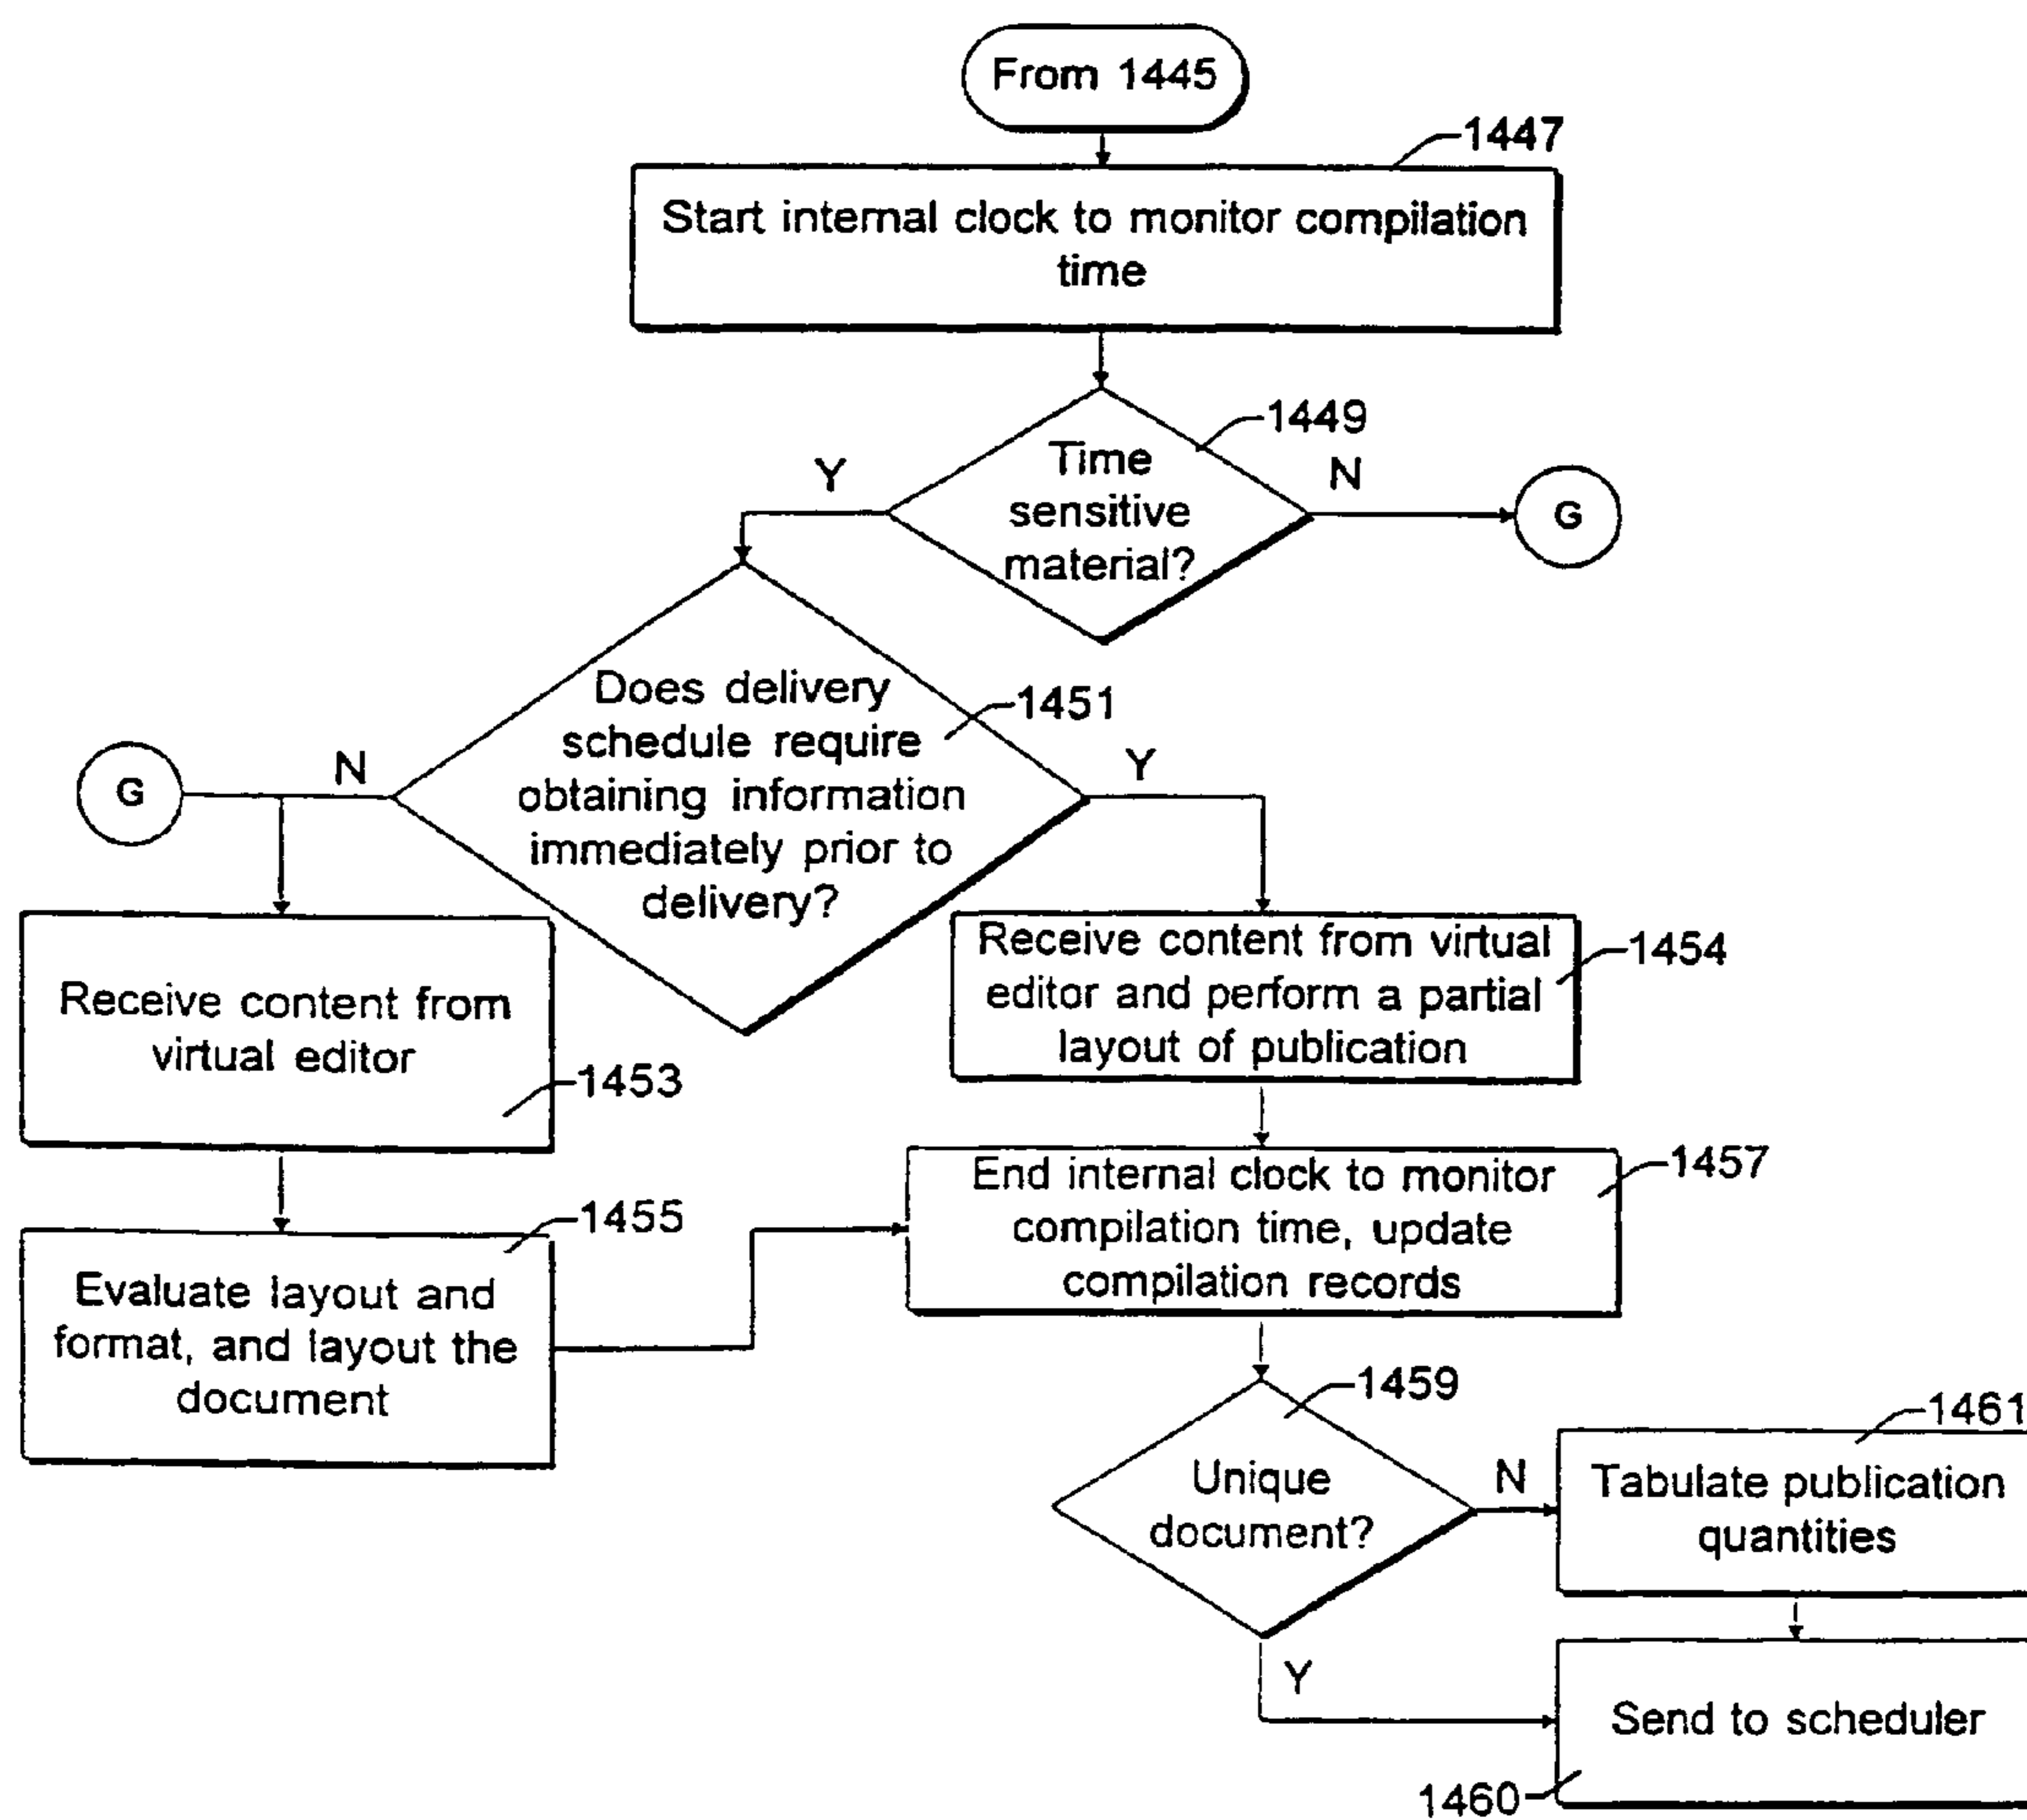 From 1445
1447
Start internal clock to monitor compilation
time
1449
Time
sensitive
material?
Y
N
G
Does delivery
schedule require
obtaining information
immediately prior to
delivery?
1451
G
N
Y
Receive content from
virtual editor
1453
Receive content from virtual
editor and perform a partial
layout of publication
1454
1455
Evaluate layout and
format, and layout the
document
End internal clock to monitor
compilation time, update
compilation records
1457
1459
Unique
document?
N
Y
1461
Tabulate publication
quantities
Send to scheduler
1460